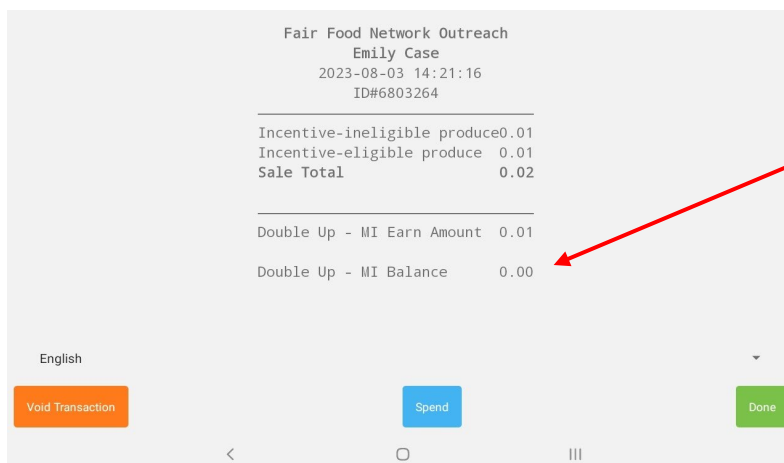 Fair Food Network Outreach
Emily Case
2023-08-03 14:21:16
ID#6803264
Incentive-ineligible produce0.01
Incentive-eligible produce 0.01
Sale Total 0.02
Double Up - MI Earn Amount 0.01
Double Up - MI Balance 0.00
English
Void Transaction Spend Done